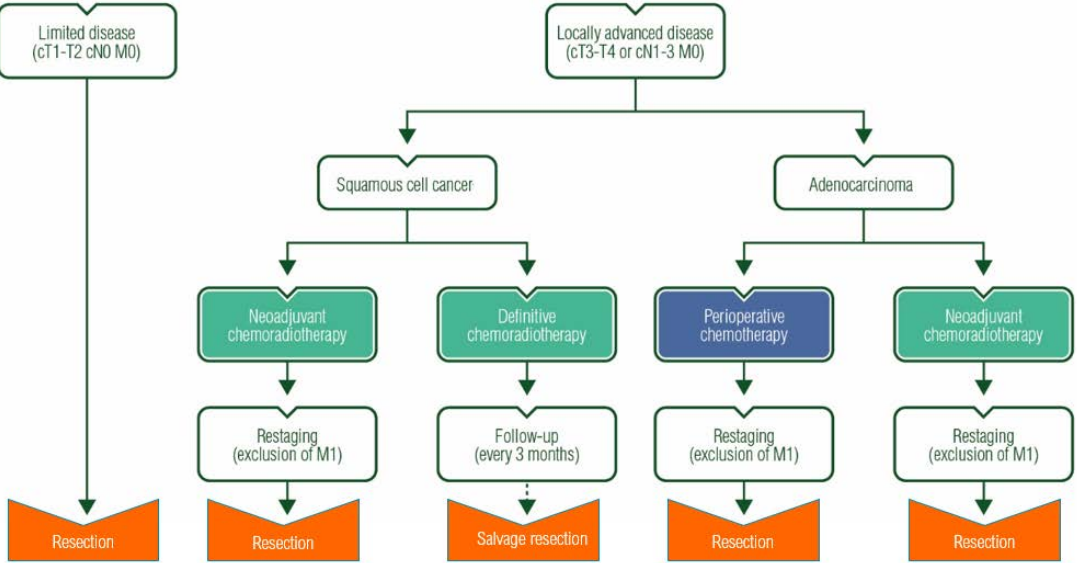 Limited disease
(cT1-T2 cN0 M0)
Locally advanced disease
(cT3-T4 or cN1-3 M0)
Squamous cell cancer
Adenocarcinoma
Neoadjuvant
chemoradiotherapy
Definitive
chemoradiotherapy
Perioperative
chemotherapy
Neoadjuvant
chemoradiotherapy
Restaging
(exclusion of M1)
Follow-up
(every 3 months)
Restaging
(exclusion of M1)
Restaging
(exclusion of M1)
Resection
Resection
Salvage resection
Resection
Resection